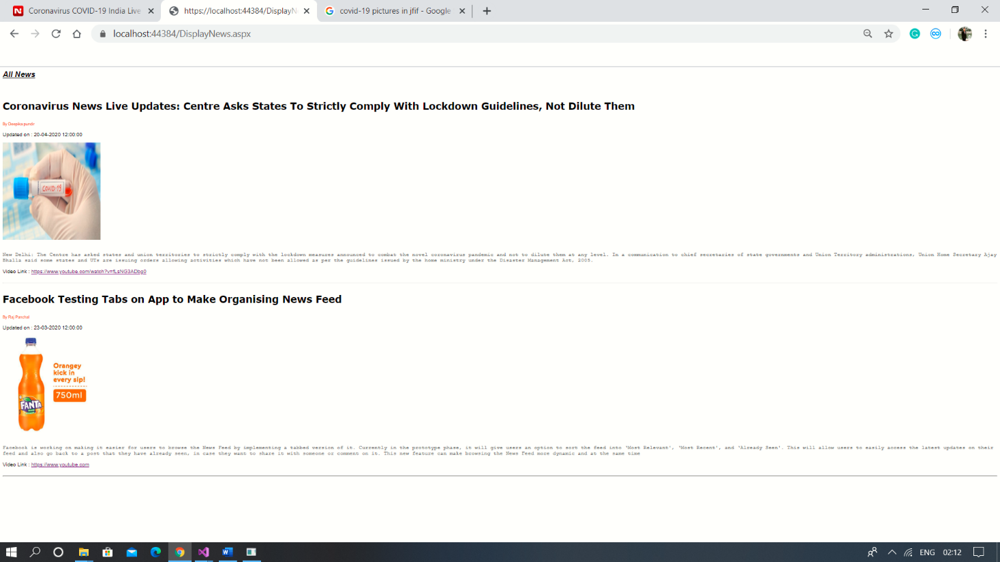 Coronavirus COVID-19 India Live
https://localhost:44384/DisplayN
covid-19 pictures in jfif - Google
localhost:44384/DisplayNews.aspx
All News
Coronavirus News Live Updates: Centre Asks States To Strictly Comply With Lockdown Guidelines, Not Dilute Them
By Deepika pundir
Updated on : 20-04-2020 12:00:00
COVID-19
New Delhi: The Centre has asked states and union territories to strictly comply with the lockdown measures announced to combat the novel coronavirus pandemic and not to dilute them at any level. In a communication to chief secretaries of state governments and Union Territory administrations, Union Home Secretary Ajay
Bhalla said some states and UTs are issuing orders allowing activities which have not been allowed as per the guidelines issued by the home ministry under the Disaster Management Act, 2005.
Video Link : https://www.youtube.com/watch?v=fLsNG3ADpg0
Facebook Testing Tabs on App to Make Organising News Feed
By Raj Panchal
Updated on : 23-03-2020 12:00:00
Orangey
kick in
every sip!
750ml
FANTA
Facebook is working on making it easier for users to browse the News Feed by implementing a tabbed version of it. Currently in the prototype phase, it will give users an option to sort the feed into 'Most Relevant', 'Most Recent', and 'Already Seen'. This will allow users to easily access the latest updates on their
feed and also go back to a post that they have already seen, in case they want to share it with someone or comment on it. This new feature can make browsing the News Feed more dynamic and at the same time
Video Link : https://www.youtube.com
ENG 02:12